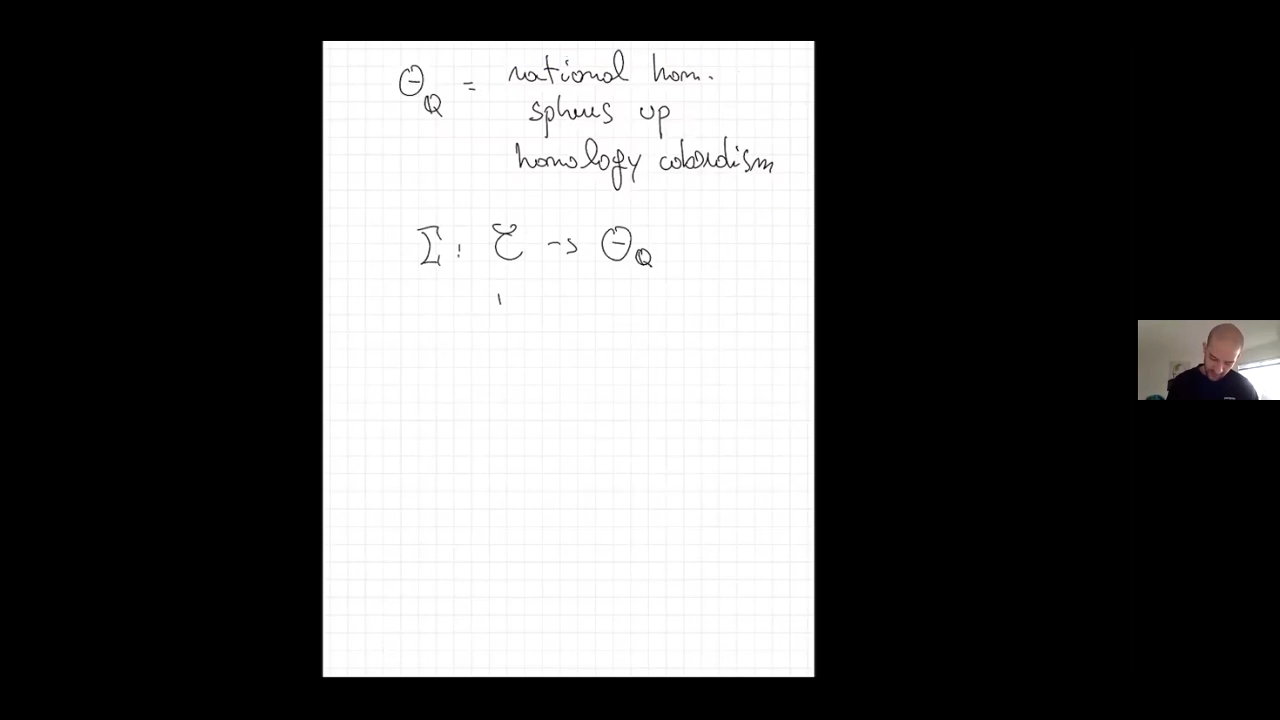 Θ_ℚ = rational hom.
spheres up
homology cobordism
Σ : 𝒞 → Θ_ℚ